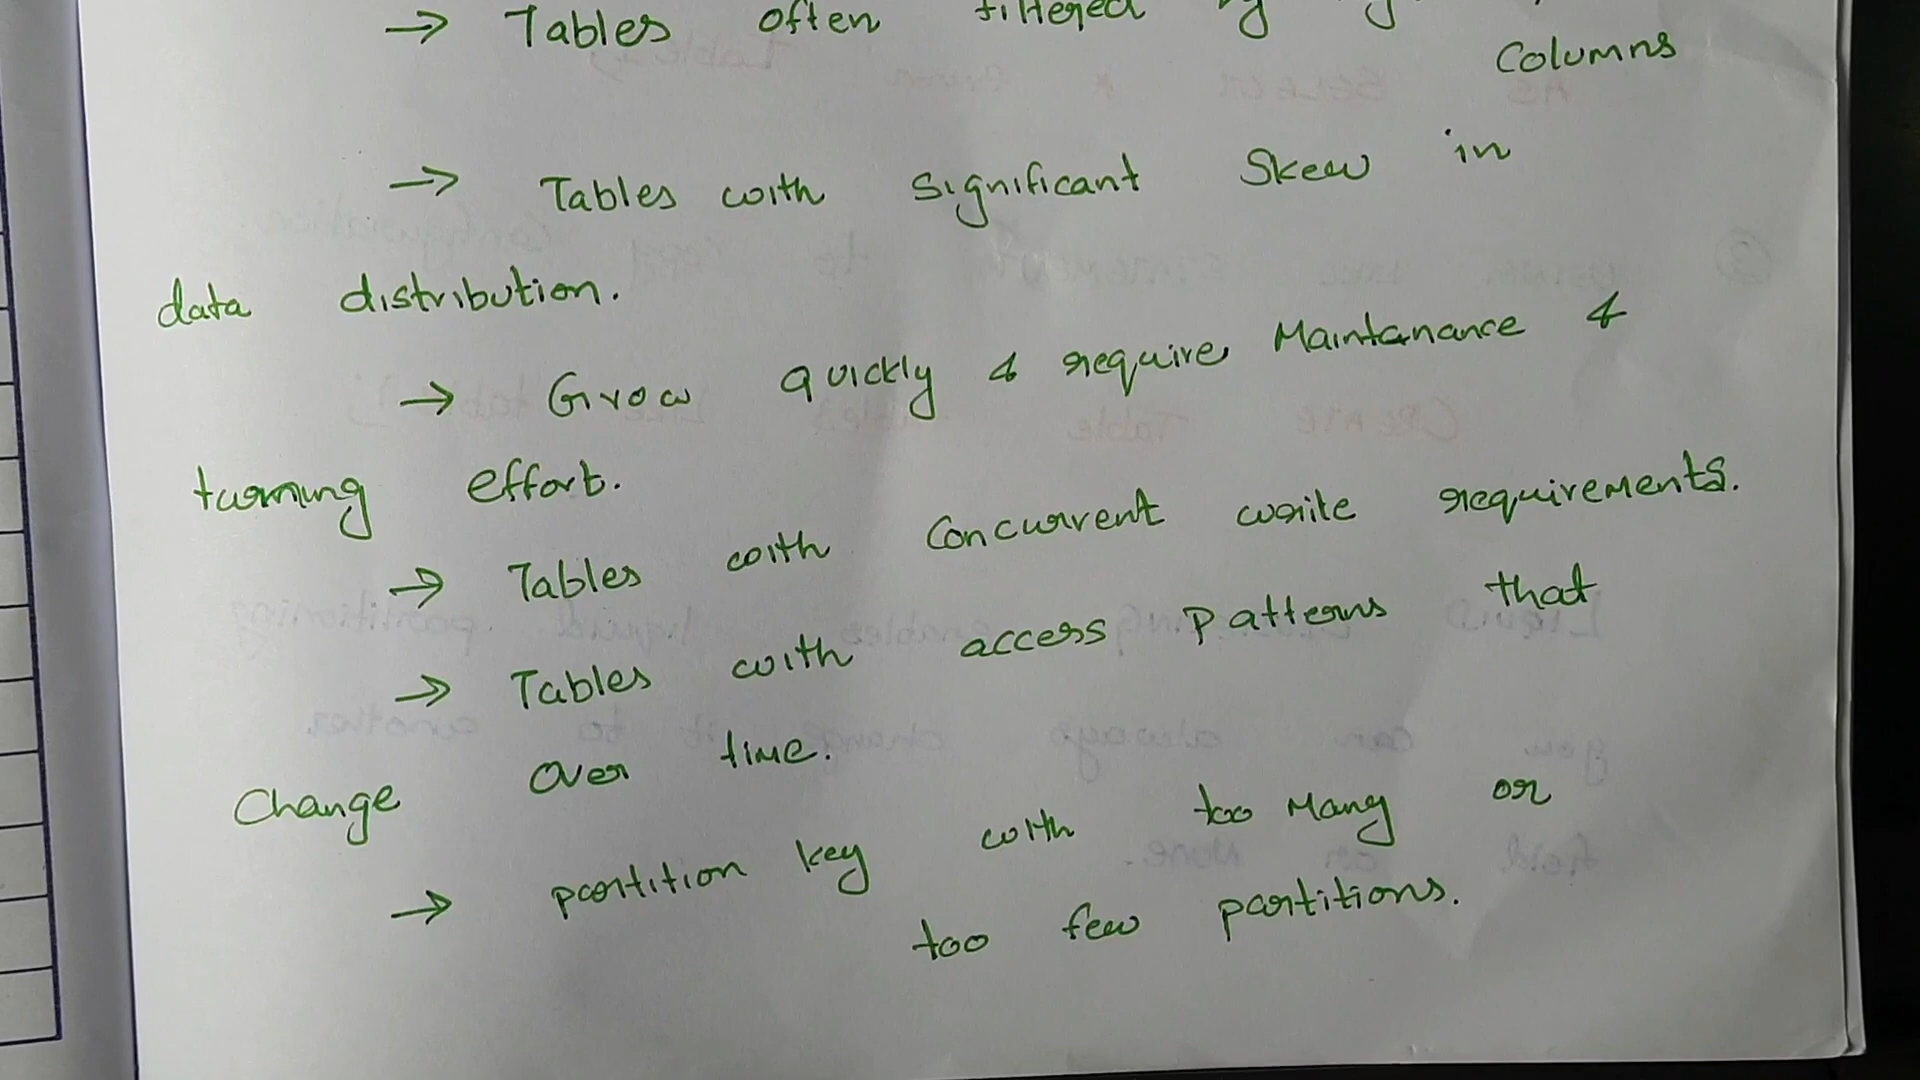 → Tables often filtered by
Columns
→ Tables with significant Skew in
data distribution.
→ Grow quickly & require Maintanance &
turning effort.
→ Tables with Concurrent write requirements.
→ Tables with access patterns that
Change Over time.
→ partition key with too Many or
too few partitions.